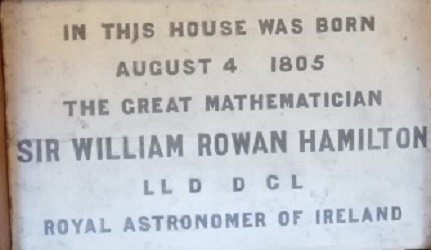 IN THIS HOUSE WAS BORN
AUGUST 4 1805
THE GREAT MATHEMATICIAN
SIR WILLIAM ROWAN HAMILTON
LL D D C L
ROYAL ASTRONOMER OF IRELAND